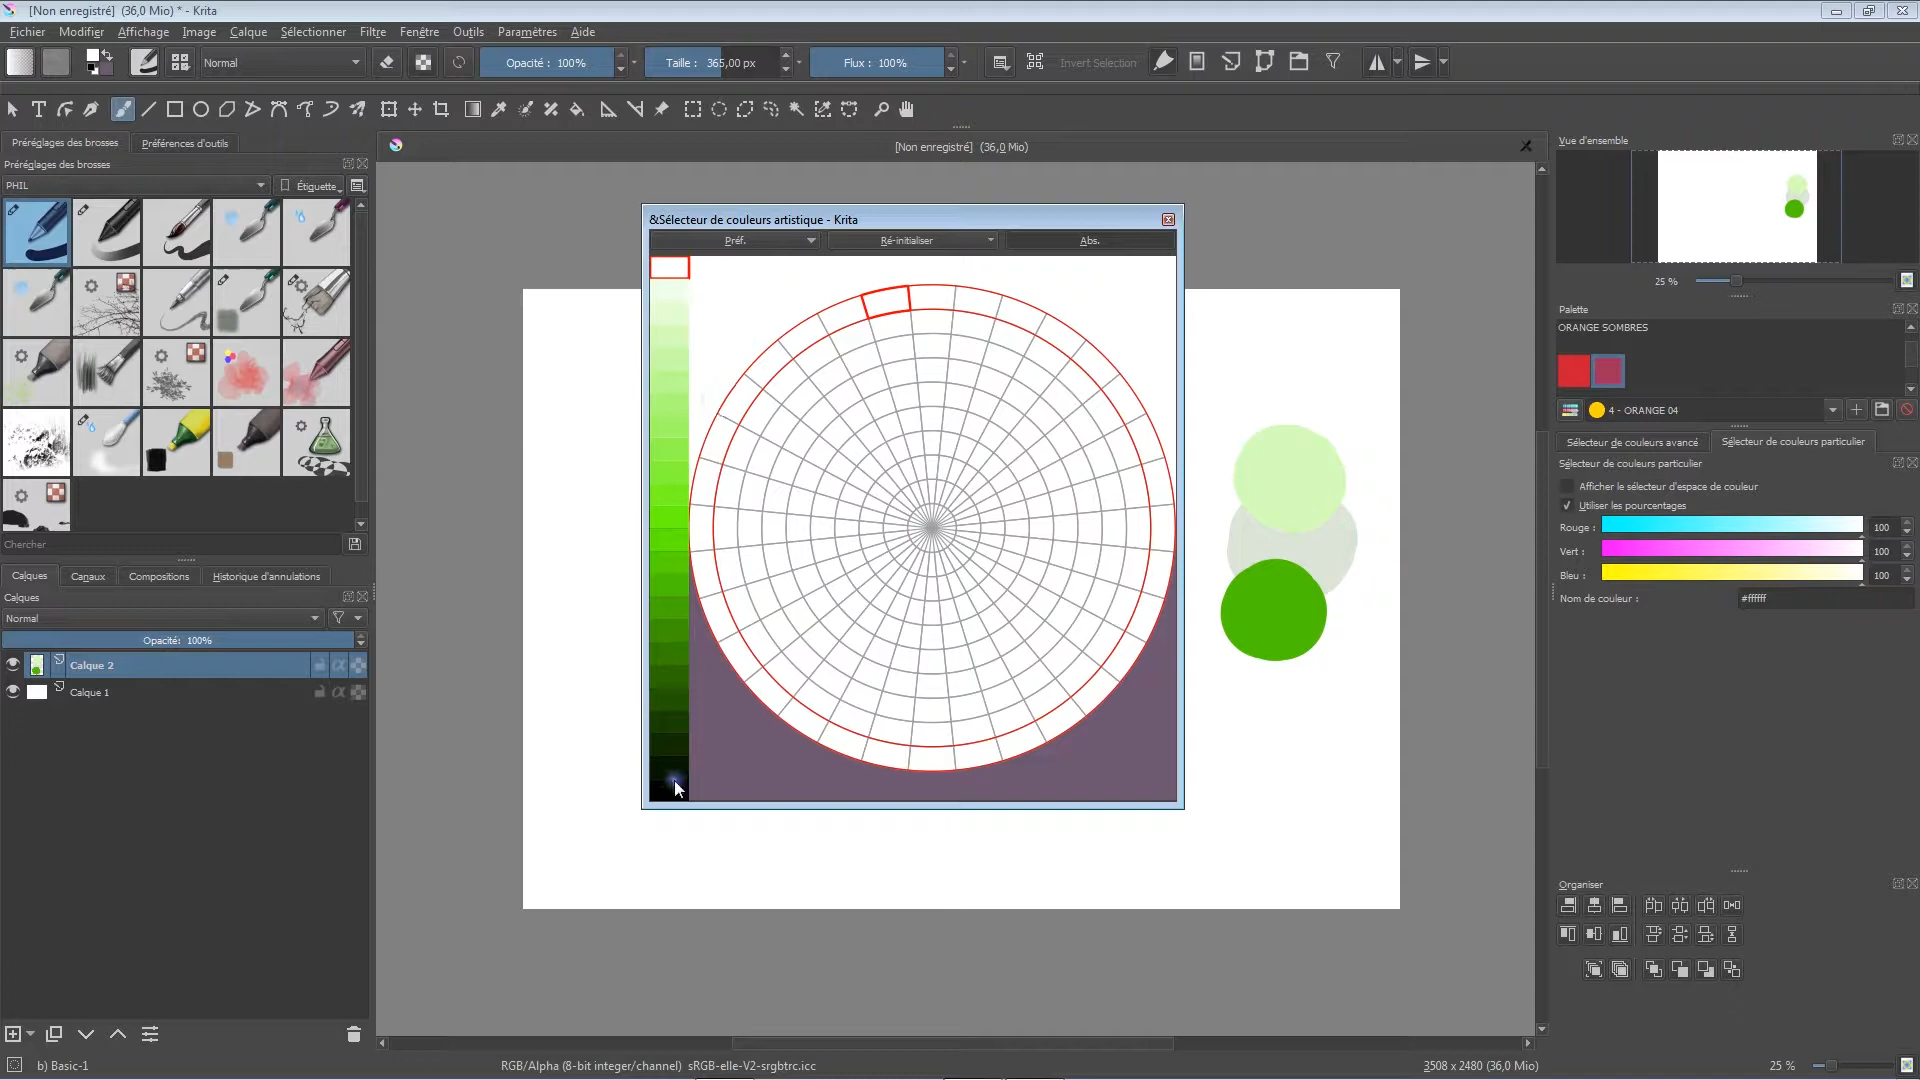 [Non enregistré] (36,0 Mio) * - Krita
Fichier Modifier Affichage Image Calque Sélectionner Filtre Fenêtre Outils Paramètres Aide
Normal Opacité : 100% Taille : 365,00 px Flux : 100% Invert Selection
Préréglages des brosses Préférences d'outils
[Non enregistré] (36,0 Mio)
Vue d'ensemble
Préréglages des brosses
PHIL Étiquette
&Sélecteur de couleurs artistique - Krita
Préf. Ré-initialiser Abs.
25 %
Palette
ORANGE SOMBRES
4 - ORANGE 04
Sélecteur de couleurs avancé Sélecteur de couleurs particulier
Sélecteur de couleurs particulier
Afficher le sélecteur d'espace de couleur
Utiliser les pourcentages
Rouge : 100
Vert : 100
Bleu : 100
Nom de couleur : #ffffff
Chercher
Calques Canaux Compositions Historique d'annulations
Calques
Normal
Opacité: 100%
Calque 2
Calque 1
Organiser
b) Basic-1
RGB/Alpha (8-bit integer/channel) sRGB-elle-V2-srgbtrc.icc
3508 x 2480 (36,0 Mio)
25 %